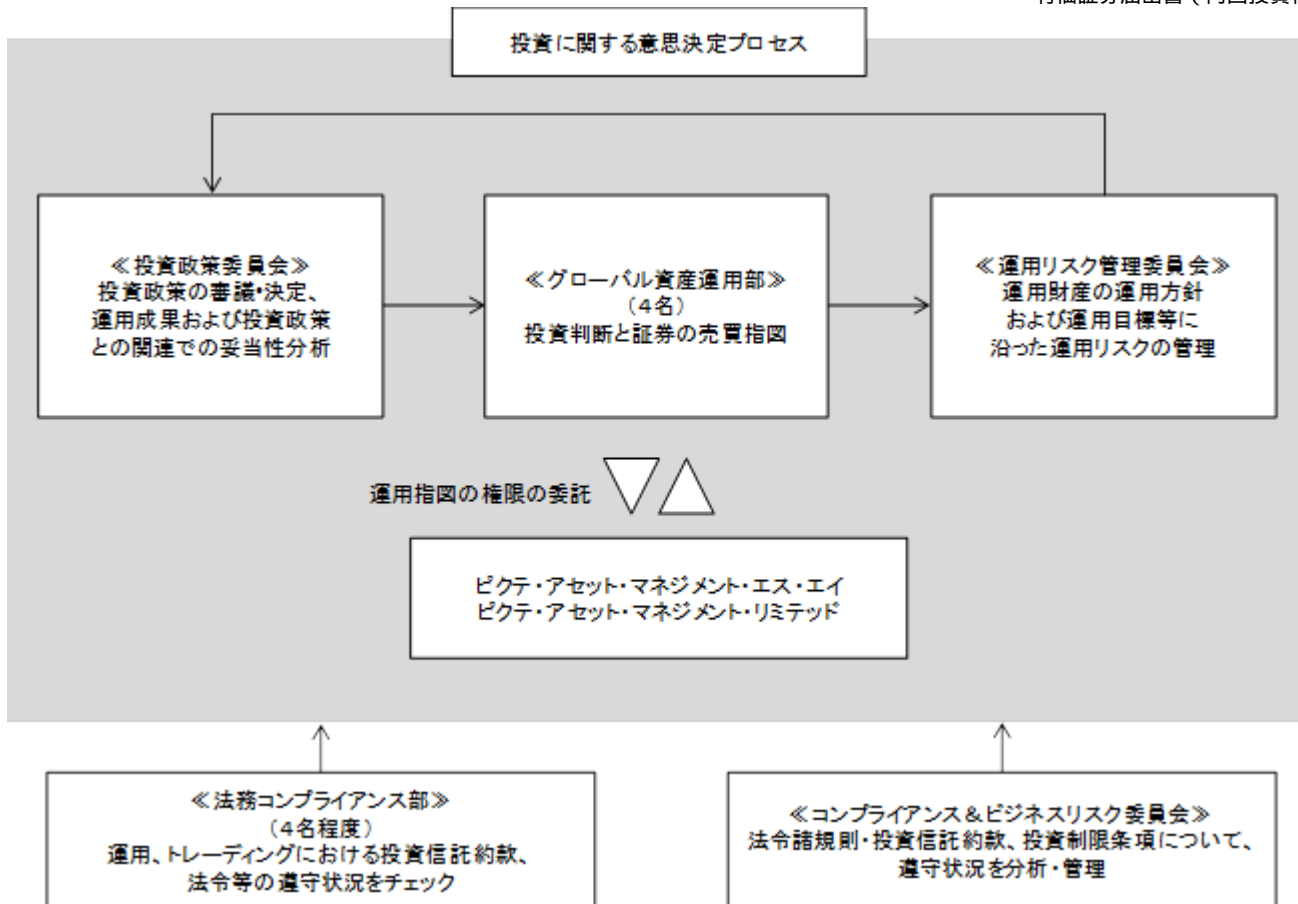 投資に関する意思決定プロセス
≪投資政策委員会≫
投資政策の審議・決定、
運用成果および投資政策
との関連での妥当性分析
≪グローバル資産運用部≫
(4名)
投資判断と証券の売買指図
≪運用リスク管理委員会≫
運用財産の運用方針
および運用目標等に
沿った運用リスクの管理
運用指図の権限の委託
ピクテ・アセット・マネジメント・エス・エイ
ピクテ・アセット・マネジメント・リミテッド
≪法務コンプライアンス部≫
(4名程度)
運用、トレーディングにおける投資信託約款、
法令等の遵守状況をチェック
≪コンプライアンス&ビジネスリスク委員会≫
法令諸規則・投資信託約款、投資制限条項について、
遵守状況を分析・管理